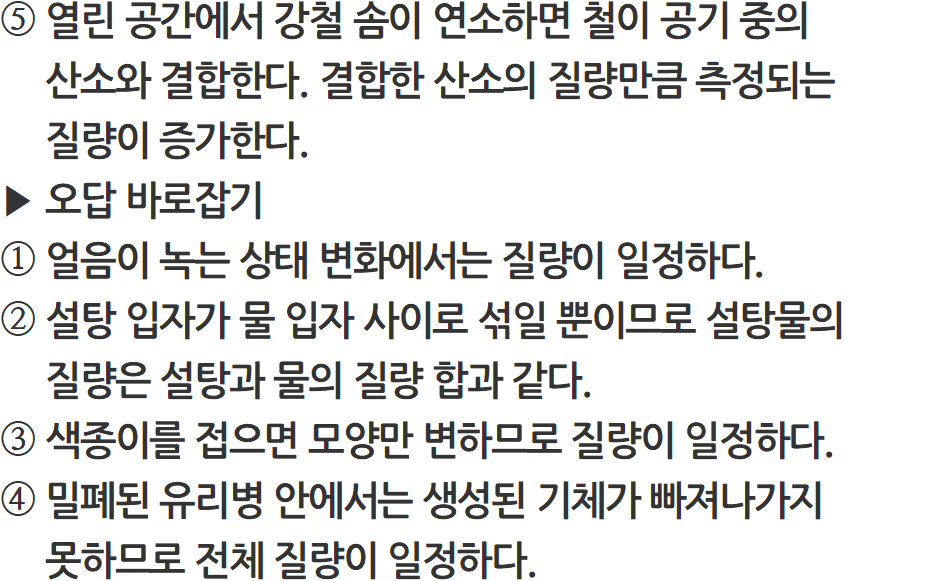 ⑤ 열린 공간에서 강철 솜이 연소하면 철이 공기 중의
산소와 결합한다. 결합한 산소의 질량만큼 측정되는
질량이 증가한다.
▶ 오답 바로잡기
① 얼음이 녹는 상태 변화에서는 질량이 일정하다.
② 설탕 입자가 물 입자 사이로 섞일 뿐이므로 설탕물의
질량은 설탕과 물의 질량 합과 같다.
③ 색종이를 접으면 모양만 변하므로 질량이 일정하다.
④ 밀폐된 유리병 안에서는 생성된 기체가 빠져나가지
못하므로 전체 질량이 일정하다.